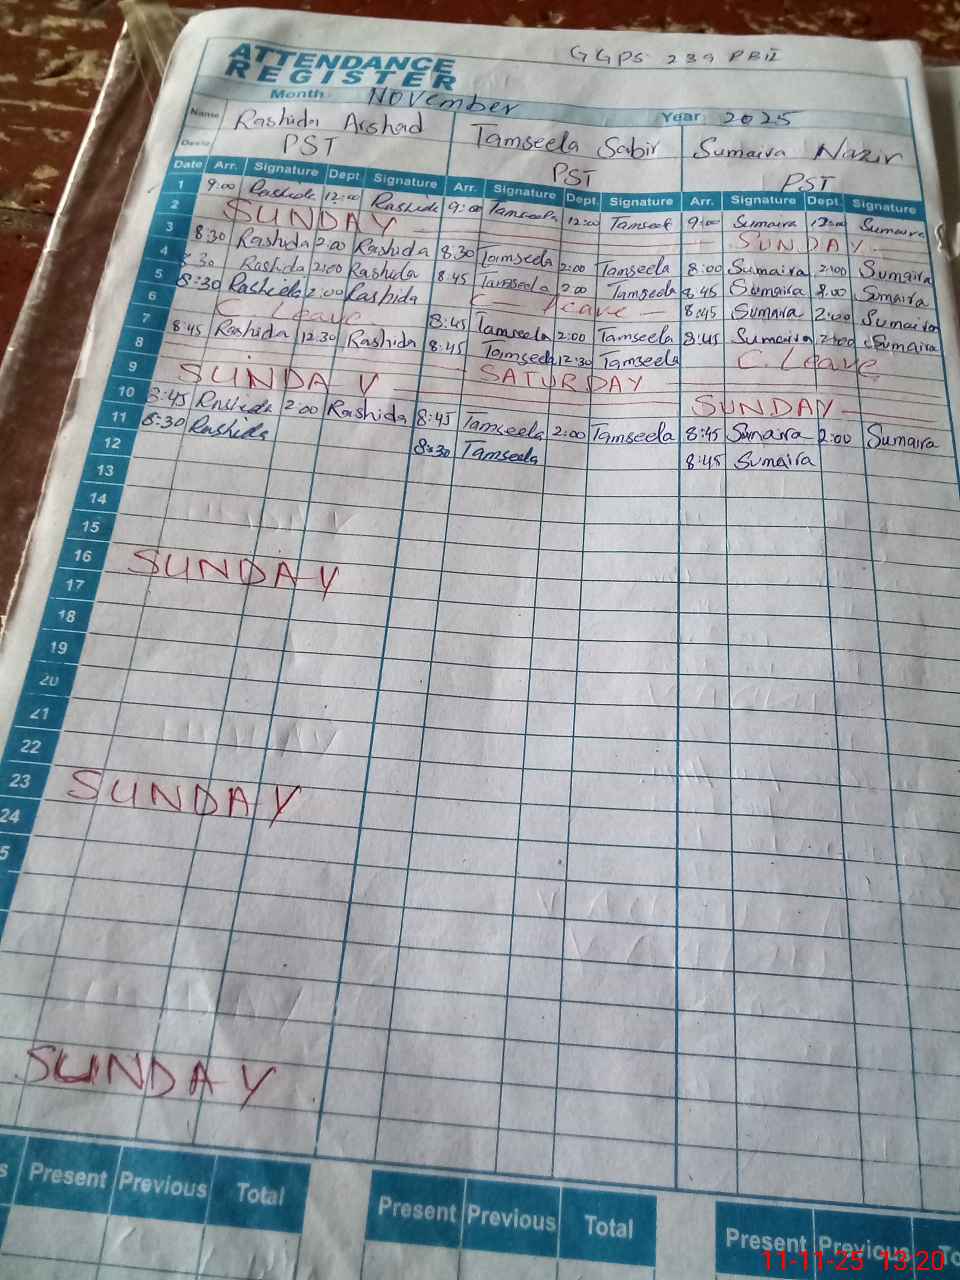 GGPS 239 PBI
ATTENDANCE
REGISTER
Month NOVember Year 2025
Name Rashida Arshad Tamseela Sabir Sumaira Nazir
PST PST PST
Date Arr. Signature Dept Signature Arr. Signature Dept. Signature Arr. Signature Dept. Signature
1 9:00 Rashida 12:00 Rashida 9:00 Tamseela 12:00 Tamseela 9:00 Sumaira 12:00 Sumaira
2 SUNDAY SUNDAY
3 8:30 Rashida 2:00 Rashida 8:30 Tamseela 2:00 Tamseela 8:00 Sumaira 2:00 Sumaira
4 8:30 Rashida 2:00 Rashida 8:45 Tamseela 2:00 Tamseela 8:45 Sumaira 2:00 Sumaira
5 8:30 Rashida 2:00 Rashida C- leave 8:45 Sumaira 2:00 Sumaira
6 C Leave 8:45 Tamseela 2:00 Tamseela 8:45 Sumaira 2:00 Sumaira
7 8:45 Rashida 12:30 Rashida 8:45 Tamseela 12:30 Tamseela C. Leave
8 SATURDAY
9 SUNDAY SUNDAY
10 8:45 Rashida 2:00 Rashida 8:45 Tamseela 2:00 Tamseela 8:45 Sumaira 2:00 Sumaira
11 8:30 Rashida 8:30 Tamseela 8:45 Sumaira
12
13
14
15
16 SUNDAY
17
18
19
20
21
22
23 SUNDAY
24
5
SUNDAY
Present Previous Total Present Previous Total Present Previous To
11-11-25 13:20